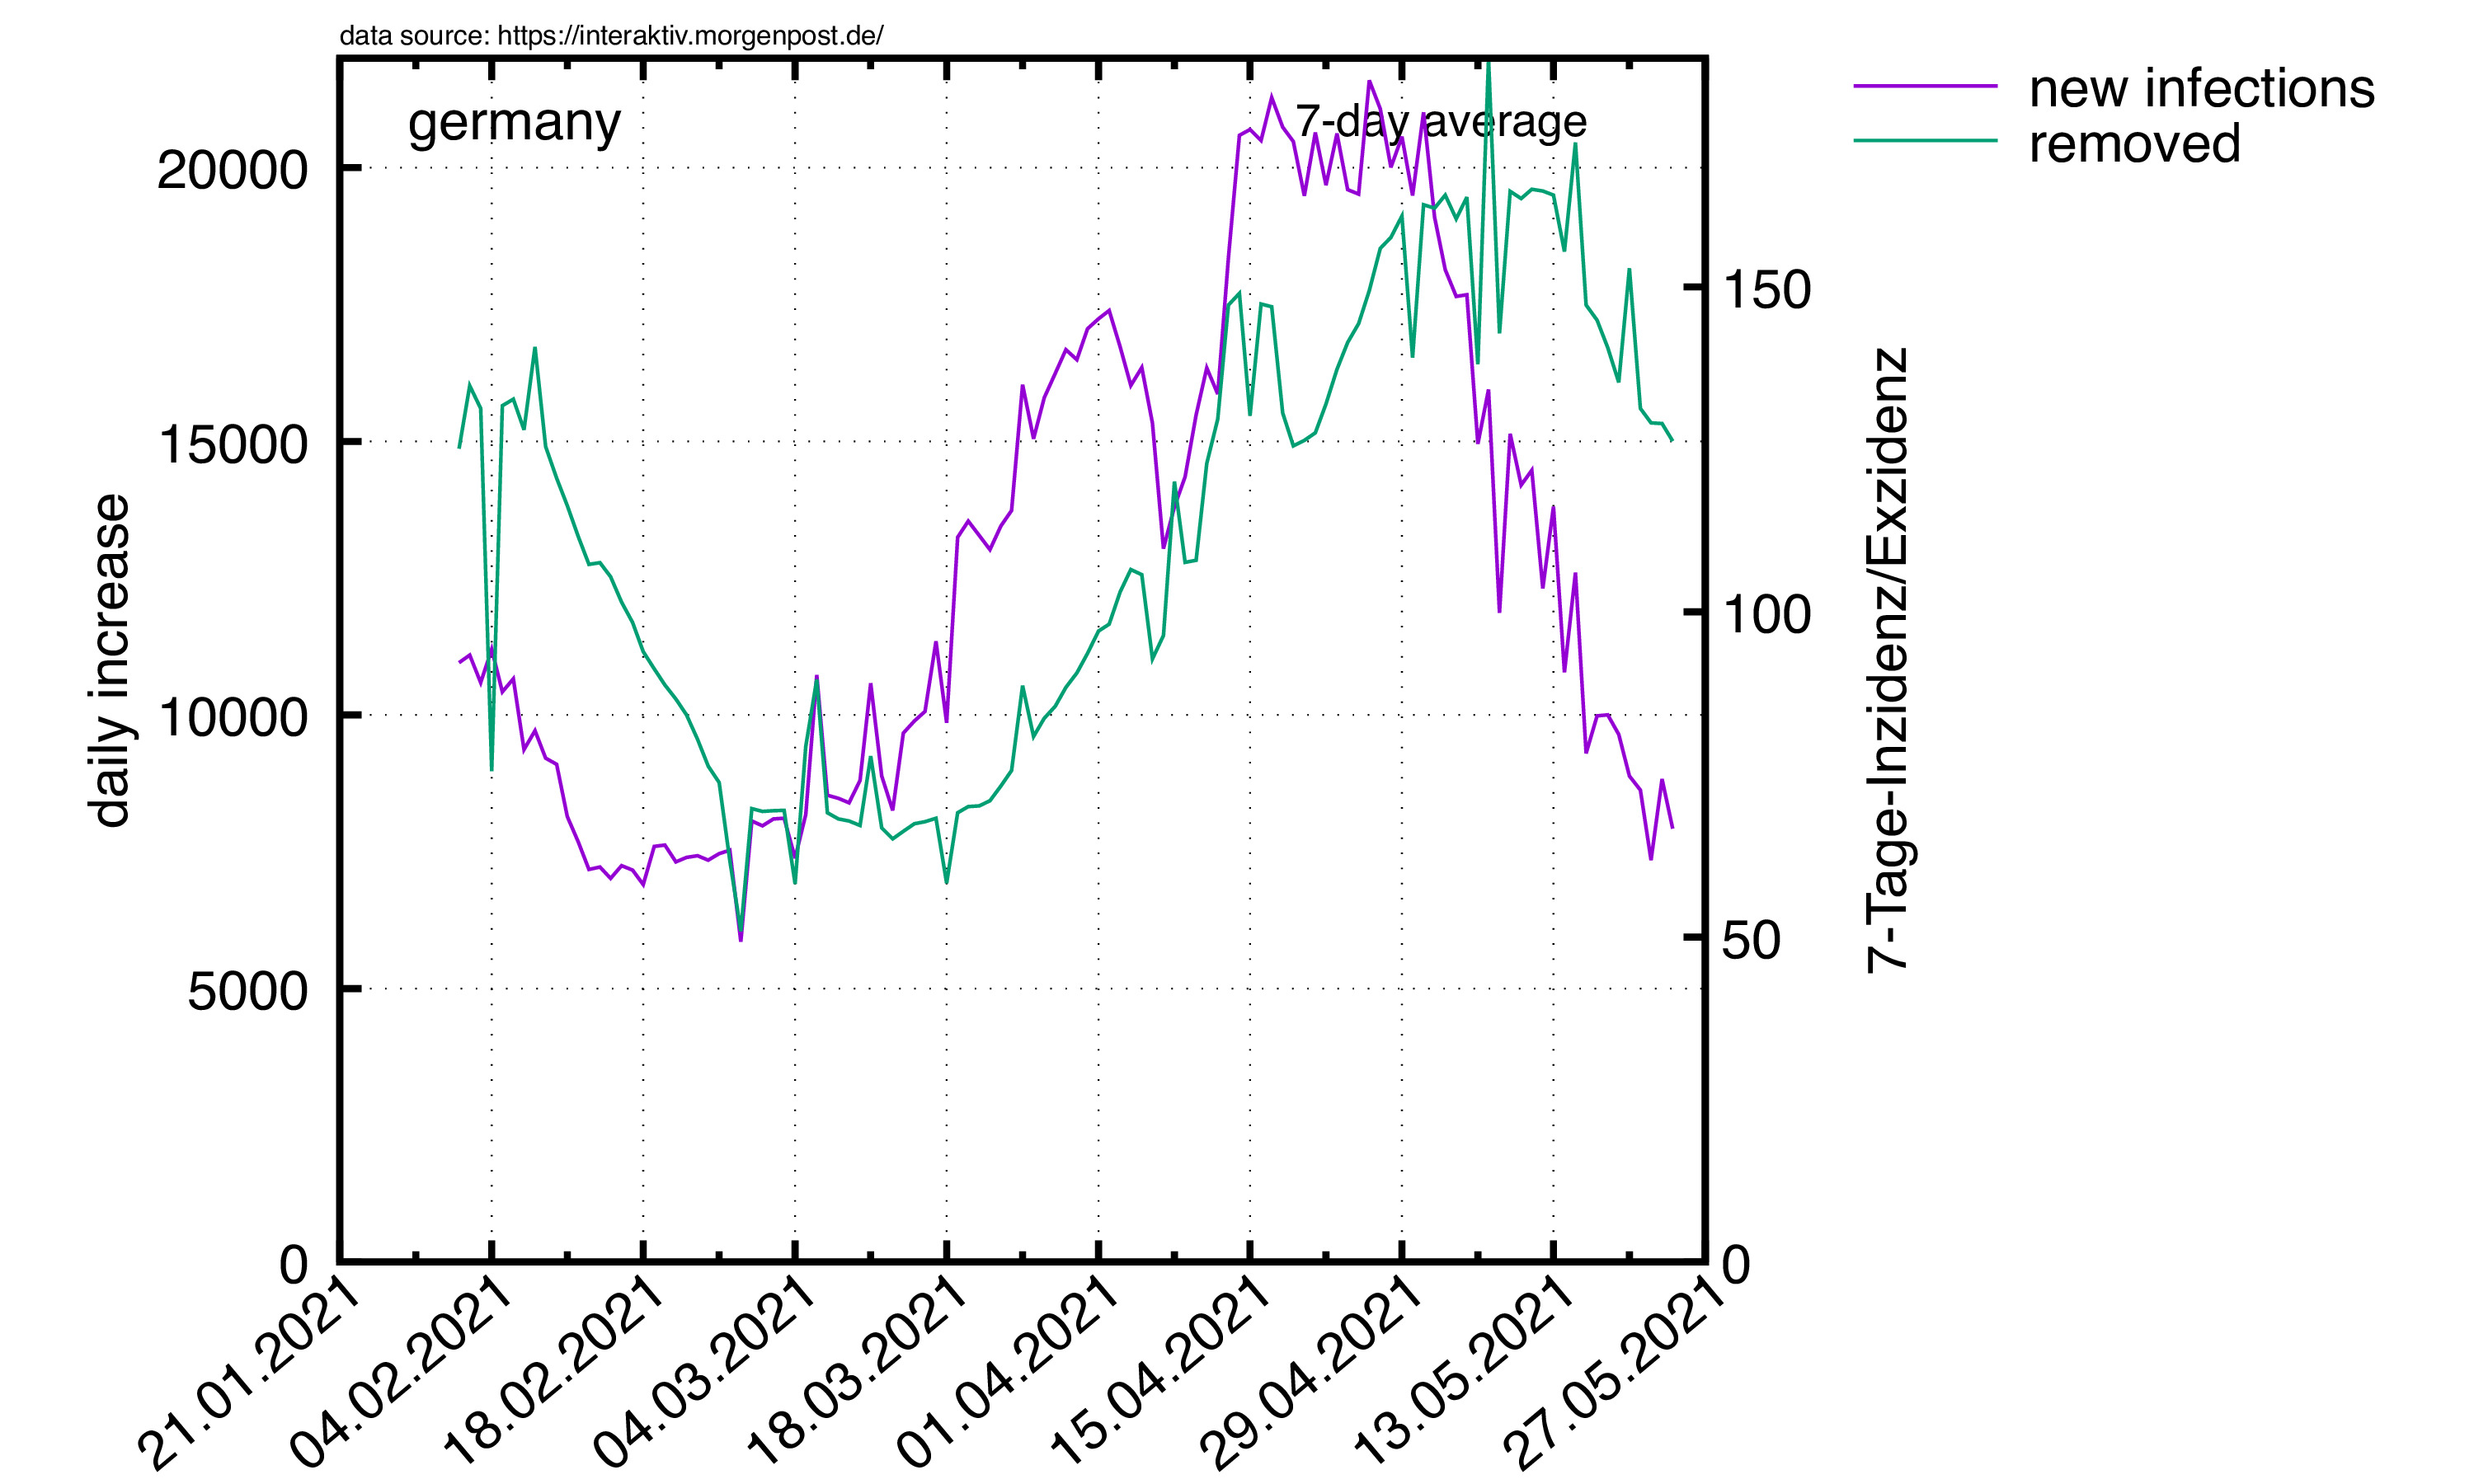 data source: https://interaktiv.morgenpost.de/
germany
7-day average
new infections
removed
daily increase
20000
15000
10000
5000
0
150
100
50
0
7-Tage-Inzidenz/Exzidenz
21.01.2021
04.02.2021
18.02.2021
04.03.2021
18.03.2021
01.04.2021
15.04.2021
29.04.2021
13.05.2021
27.05.2021